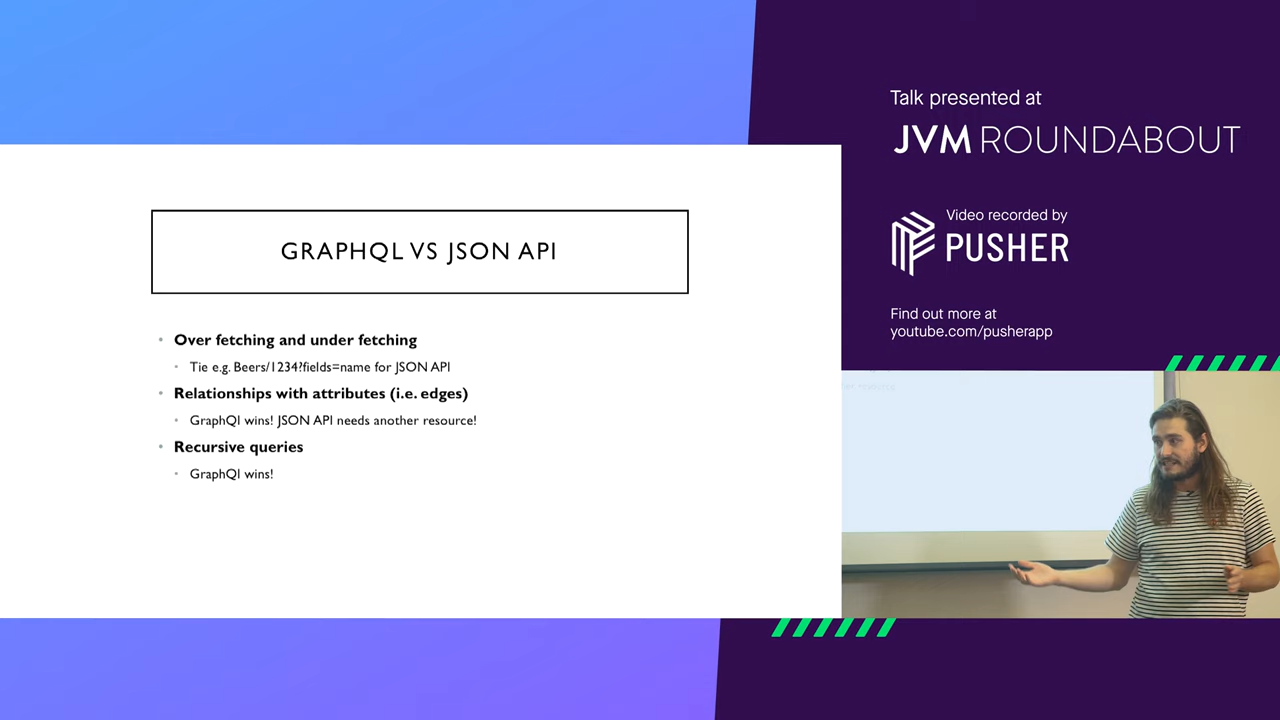 Talk presented at
JVM ROUNDABOUT
Video recorded by
PUSHER
Find out more at
youtube.com/pusherapp
GRAPHQL VS JSON API
• Over fetching and under fetching
• Tie e.g. Beers/1234?fields=name for JSON API
• Relationships with attributes (i.e. edges)
• GraphQl wins! JSON API needs another resource!
• Recursive queries
• GraphQl wins!